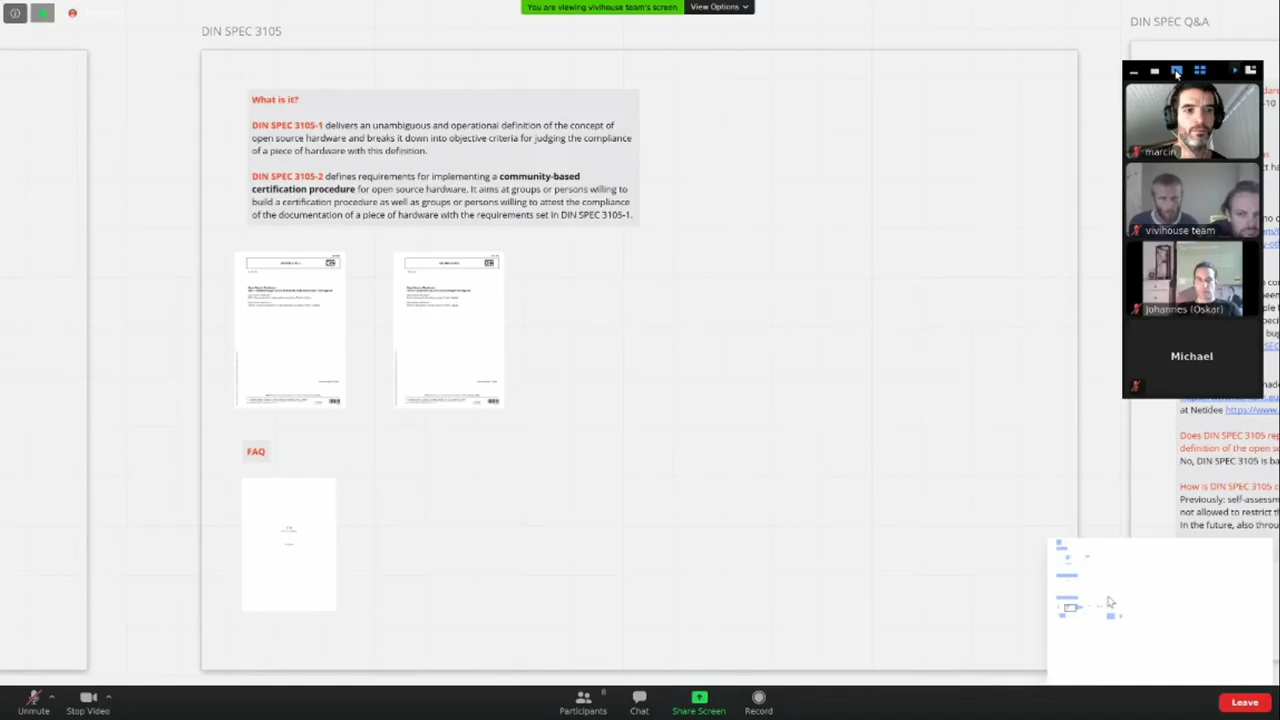 You are viewing vivihouse team's screen
View Options
DIN SPEC 3105
DIN SPEC Q&A
What is it?
DIN SPEC 3105-1 delivers an unambiguous and operational definition of the concept of
open source hardware and breaks it down into objective criteria for judging the compliance
of a piece of hardware with this definition.
DIN SPEC 3105-2 defines requirements for implementing a community-based
certification procedure for open source hardware. It aims at groups or persons willing to
build a certification procedure as well as groups or persons willing to attest the compliance
of the documentation of a piece of hardware with the requirements set in DIN SPEC 3105-1.
FAQ
marcin
vivihouse team
Johannes (Oskar)
Michael
at Netidee https://www.
Does DIN SPEC 3105 rep
definition of the open s
No, DIN SPEC 3105 is ba
How is DIN SPEC 3105 c
Previously: self-assessm
not allowed to restrict th
In the future, also throu
Unmute
Stop Video
Participants
8
Chat
Share Screen
Record
Leave